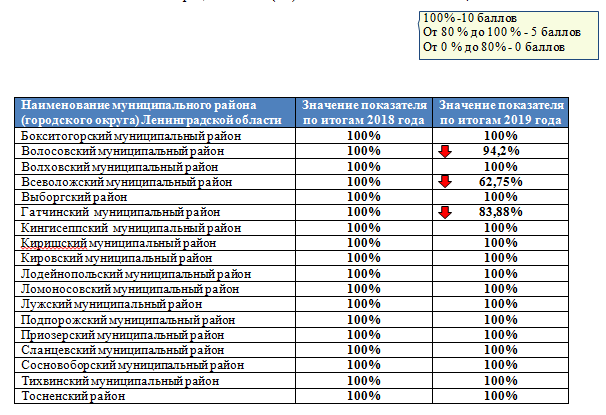 100% -10 баллов
От 80 % до 100 % - 5 баллов
От 0 % до 80% - 0 баллов
Наименование муниципального района (городского округа) Ленинградской области Значение показателя по итогам 2018 года Значение показателя по итогам 2019 года
Бокситогорский муниципальный район 100% 100%
Волосовский муниципальный район 100% 94,2%
Волховский муниципальный район 100% 100%
Всеволожский муниципальный район 100% 62,75%
Выборгский район 100% 100%
Гатчинский муниципальный район 100% 83,88%
Кингисеппский муниципальный район 100% 100%
Киришский муниципальный район 100% 100%
Кировский муниципальный район 100% 100%
Лодейнопольский муниципальный район 100% 100%
Ломоносовский муниципальный район 100% 100%
Лужский муниципальный район 100% 100%
Подпорожский муниципальный район 100% 100%
Приозерский муниципальный район 100% 100%
Сланцевский муниципальный район 100% 100%
Сосновоборский муниципальный район 100% 100%
Тихвинский муниципальный район 100% 100%
Тосненский район 100% 100%